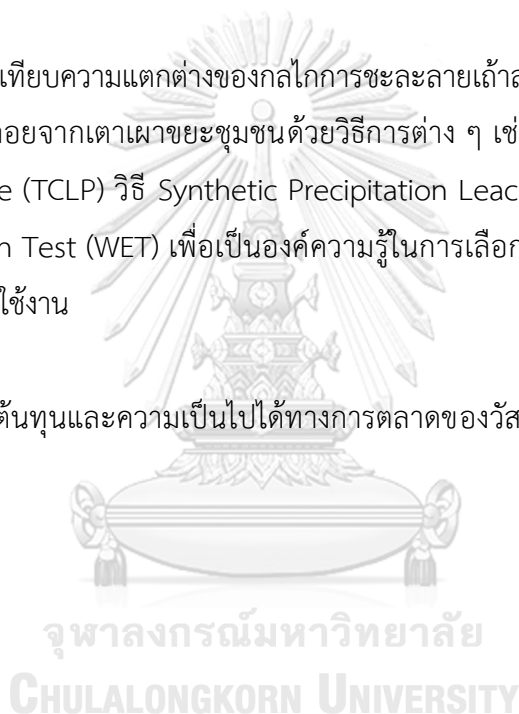 เทียบความแตกต่างของกลไกการชะละลายเถ้าล
ลอยจากเตาเผาขยะชุมชนด้วยวิธีการต่าง ๆ เช่
e (TCLP) วิธี Synthetic Precipitation Leac
n Test (WET) เพื่อเป็นองค์ความรู้ในการเลือก
ใช้งาน
ต้นทุนและความเป็นไปได้ทางการตลาดของวัส
จุฬาลงกรณ์มหาวิทยาลัย
CHULALONGKORN UNIVERSITY